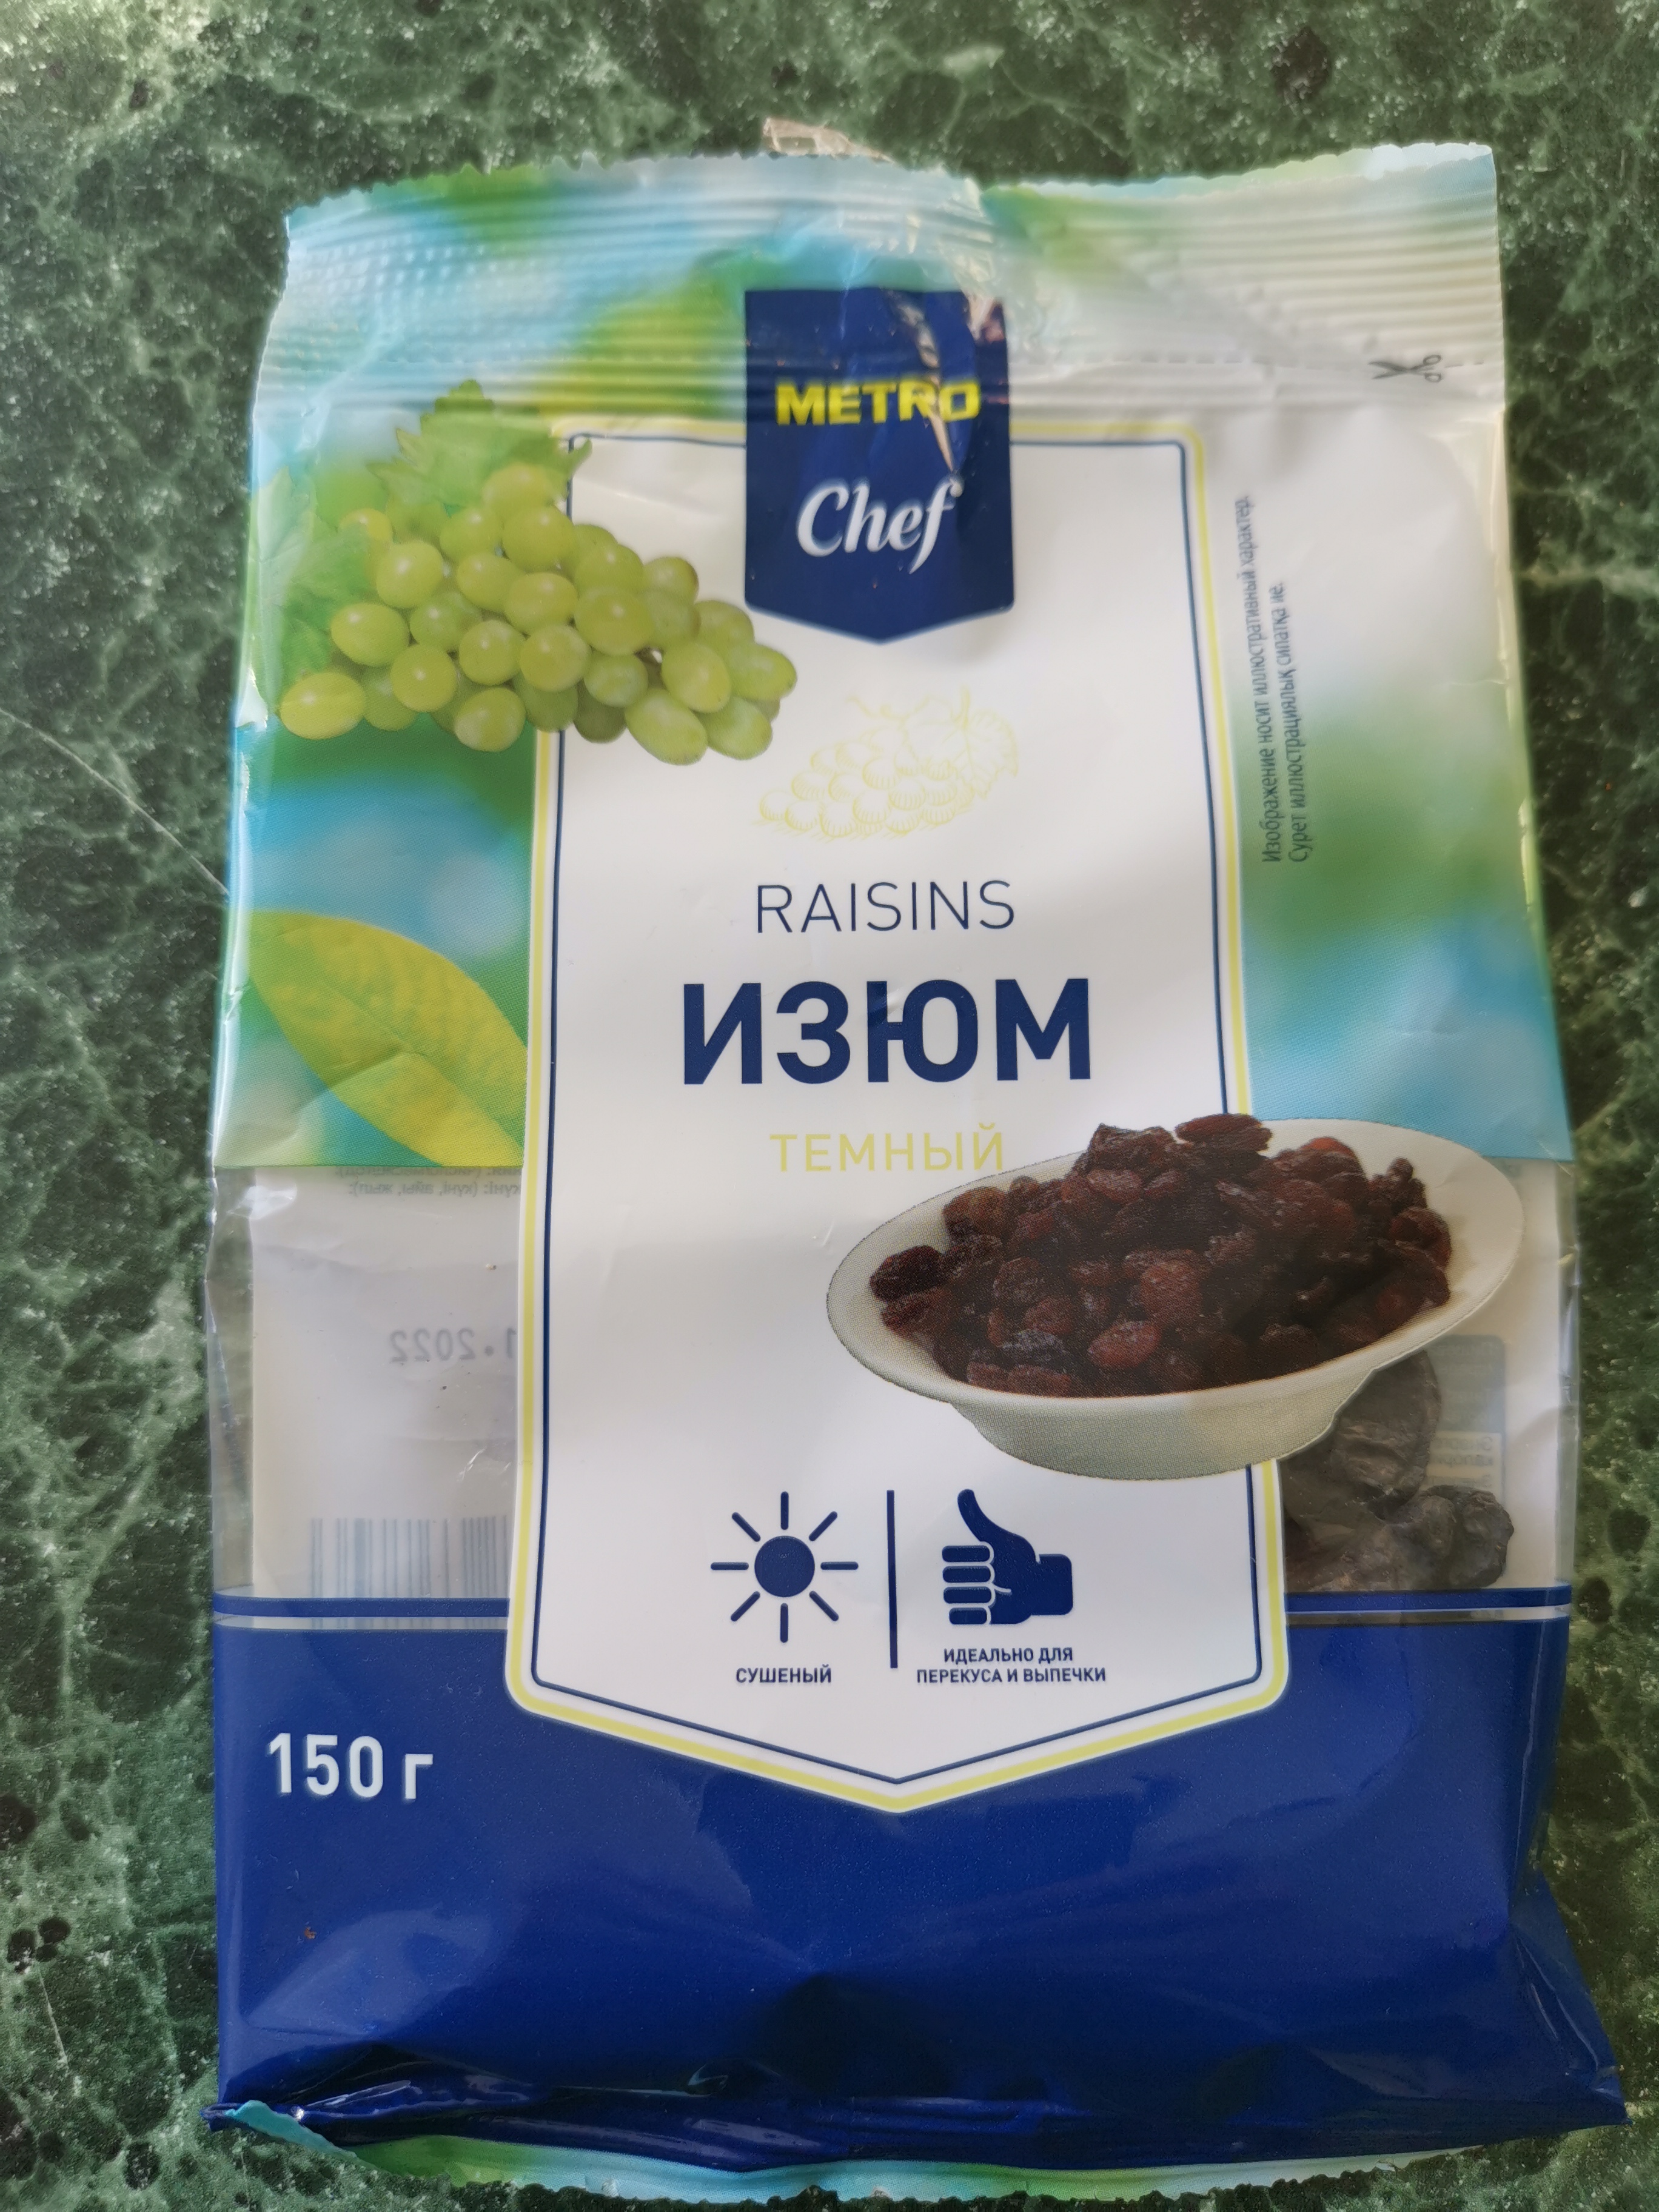 METRO
Chef
Изображение носит иллюстративный характер.
Сурет иллюстрациялық сипатқа ие.
RAISINS
ИЗЮМ
ТЕМНЫЙ
СУШЕНЫЙ
ИДЕАЛЬНО ДЛЯ
ПЕРЕКУСА И ВЫПЕЧКИ
150 г